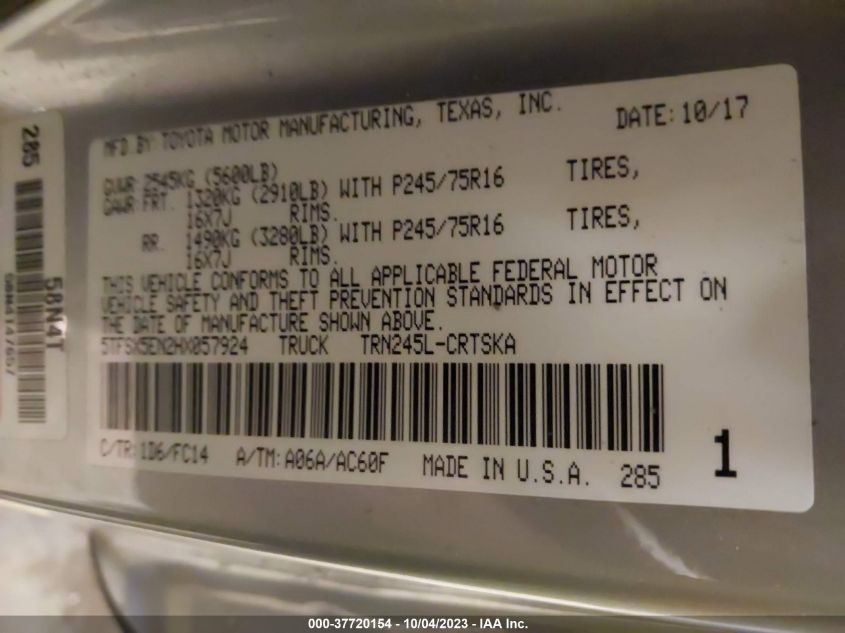 MFD BY: TOYOTA MOTOR MANUFACTURING, TEXAS, INC. DATE: 10/17
GVWR 2545KG (5600LB)
GAWR FRT. 1320KG (2910LB) WITH P245/75R16 TIRES,
16X7J RIMS.
RR. 1490KG (3280LB) WITH P245/75R16 TIRES,
16X7J RIMS.
THIS VEHICLE CONFORMS TO ALL APPLICABLE FEDERAL MOTOR
VEHICLE SAFETY AND THEFT PREVENTION STANDARDS IN EFFECT ON
THE DATE OF MANUFACTURE SHOWN ABOVE.
5TFSX5EN2HX057924 TRUCK TRN245L-CRTSKA
C/TR: 1D6/FC14 A/TM: A06A/AC60F MADE IN U.S.A. 285
1
285
58N4T
58N4147657
000-37720154 - 10/04/2023 - IAA Inc.